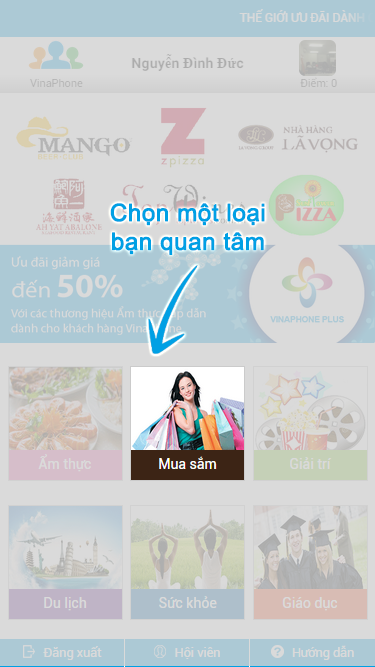 THẾ GIỚI ƯU ĐÃI DÀNH
VinaPhone
Nguyễn Đình Đức
Điểm: 0
MANGO
BEER CLUB
Z
zpizza
NHÀ HÀNG
LÃ VỌNG
AH YAT ABALONE
PIZZA
Chọn một loại
bạn quan tâm
Ưu đãi giảm giá
đến 50%
Với các thương hiệu Ẩm thực hấp dẫn
dành cho khách hàng VinaPhone
VINAPHONE PLUS
Ẩm thực
Mua sắm
Giải trí
Du lịch
Sức khỏe
Giáo dục
Đăng xuất
Hội viên
Hướng dẫn